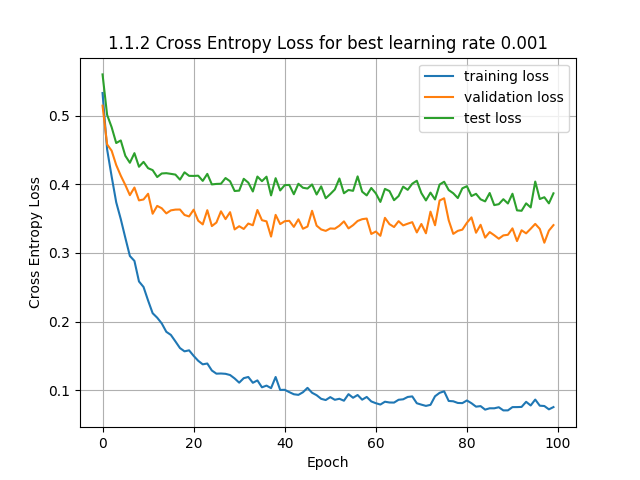 1.1.2 Cross Entropy Loss for best learning rate 0.001
training loss
validation loss
test loss
0.5
0.4
0.3
0.2
0.1
Cross Entropy Loss
0 20 40 60 80 100
Epoch